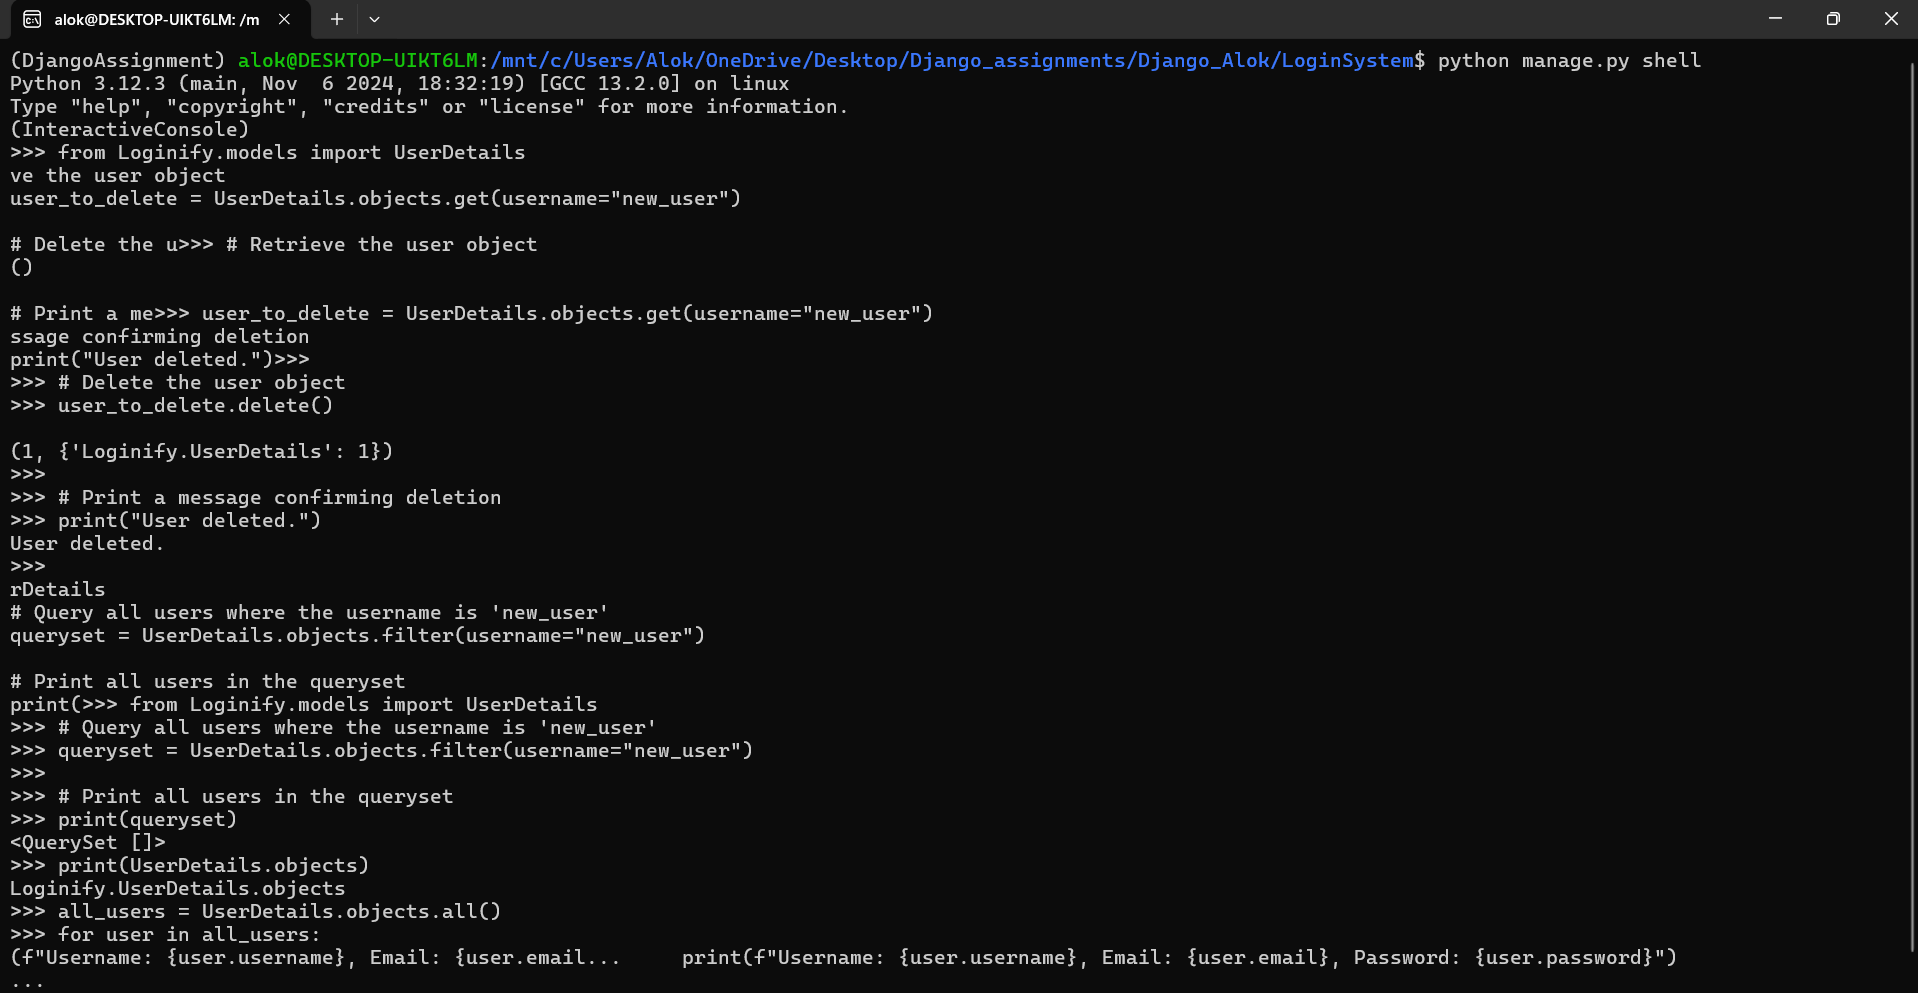 alok@DESKTOP-UIKT6LM: /m
(DjangoAssignment) alok@DESKTOP-UIKT6LM:/mnt/c/Users/Alok/OneDrive/Desktop/Django_assignments/Django_Alok/LoginSystem$ python manage.py shell
Python 3.12.3 (main, Nov  6 2024, 18:32:19) [GCC 13.2.0] on linux
Type "help", "copyright", "credits" or "license" for more information.
(InteractiveConsole)
>>> from Loginify.models import UserDetails
ve the user object
user_to_delete = UserDetails.objects.get(username="new_user")

# Delete the u>>> # Retrieve the user object
()

# Print a me>>> user_to_delete = UserDetails.objects.get(username="new_user")
ssage confirming deletion
print("User deleted.")>>>
>>> # Delete the user object
>>> user_to_delete.delete()

(1, {'Loginify.UserDetails': 1})
>>>
>>> # Print a message confirming deletion
>>> print("User deleted.")
User deleted.
>>>
rDetails
# Query all users where the username is 'new_user'
queryset = UserDetails.objects.filter(username="new_user")

# Print all users in the queryset
print(>>> from Loginify.models import UserDetails
>>> # Query all users where the username is 'new_user'
>>> queryset = UserDetails.objects.filter(username="new_user")
>>>
>>> # Print all users in the queryset
>>> print(queryset)
<QuerySet []>
>>> print(UserDetails.objects)
Loginify.UserDetails.objects
>>> all_users = UserDetails.objects.all()
>>> for user in all_users:
(f"Username: {user.username}, Email: {user.email...     print(f"Username: {user.username}, Email: {user.email}, Password: {user.password}")
...